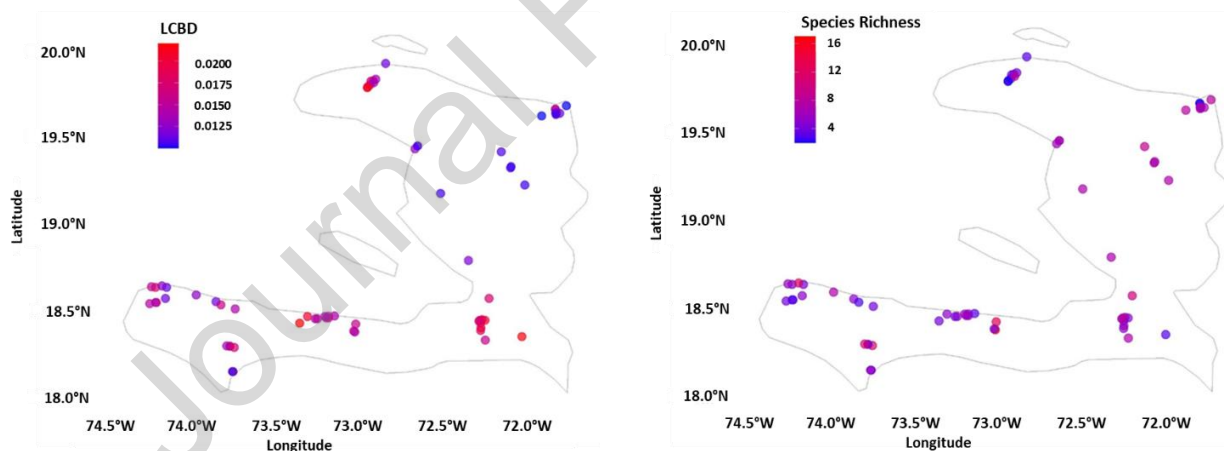 LCBD
0.0200
0.0175
0.0150
0.0125
20.0°N
19.5°N
19.0°N
18.5°N
18.0°N
Latitude
74.5°W 74.0°W 73.5°W 73.0°W 72.5°W 72.0°W
Longitude
Species Richness
16
12
8
4
20.0°N
19.5°N
19.0°N
18.5°N
18.0°N
Latitude
74.5°W 74.0°W 73.5°W 73.0°W 72.5°W 72.0°W
Longitude
Journal P